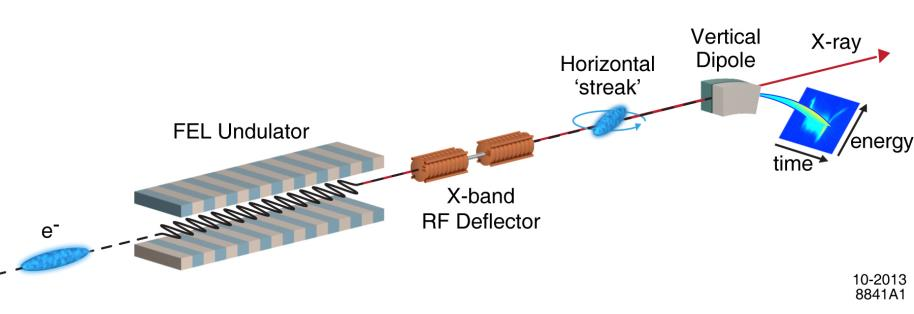 e-
FEL Undulator
X-band
RF Deflector
Horizontal
‘streak’
Vertical
Dipole
X-ray
energy
time
10-2013
8841A1